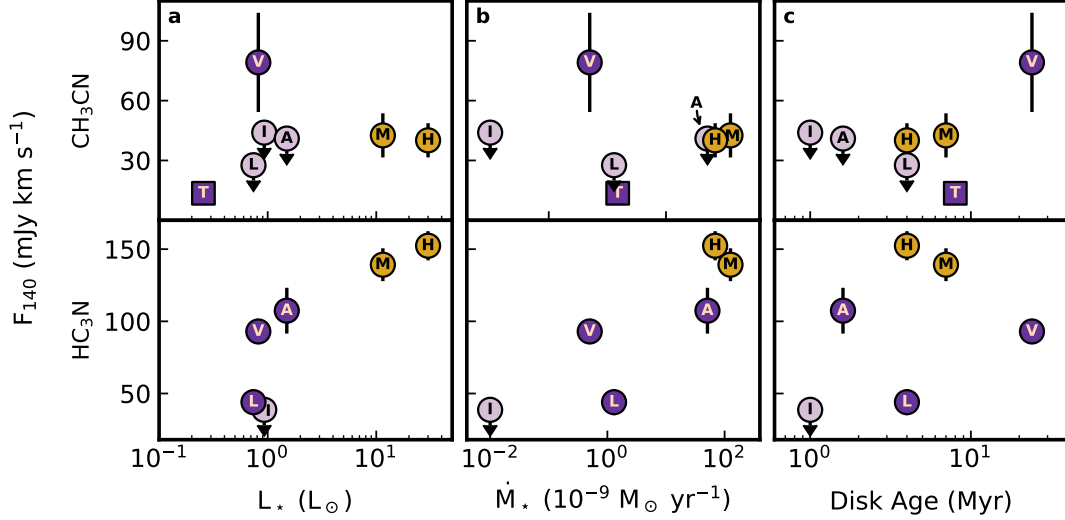 a
b
c
F₁₄₀ (mJy km s⁻¹)
CH₃CN
90
60
30
V
I
A
M
H
L
T
V
I
A
H
M
L
T
V
I
A
H
M
L
T
HC₃N
150
100
50
H
M
A
V
L
I
H
M
A
V
L
I
H
M
A
V
L
I
10⁻¹ 10⁰ 10¹
10⁻² 10⁰ 10²
10⁰ 10¹
L⋆ (L⊙)
Ṁ⋆ (10⁻⁹ M⊙ yr⁻¹)
Disk Age (Myr)